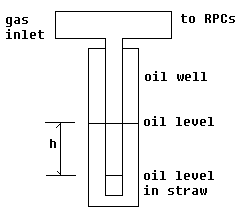 gas
inlet
to RPCs
oil well
oil level
h
oil level
in straw